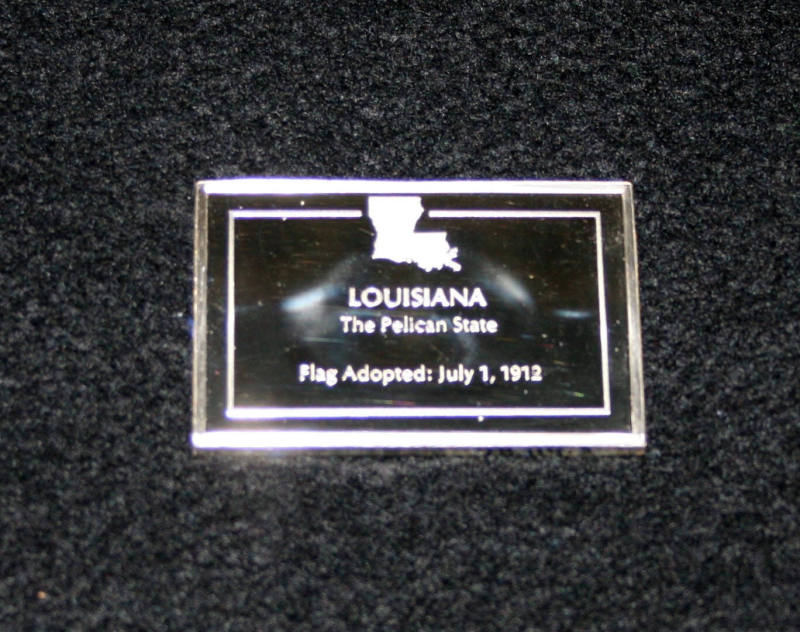 LOUISIANA
The Pelican State
Flag Adopted: July 1, 1912